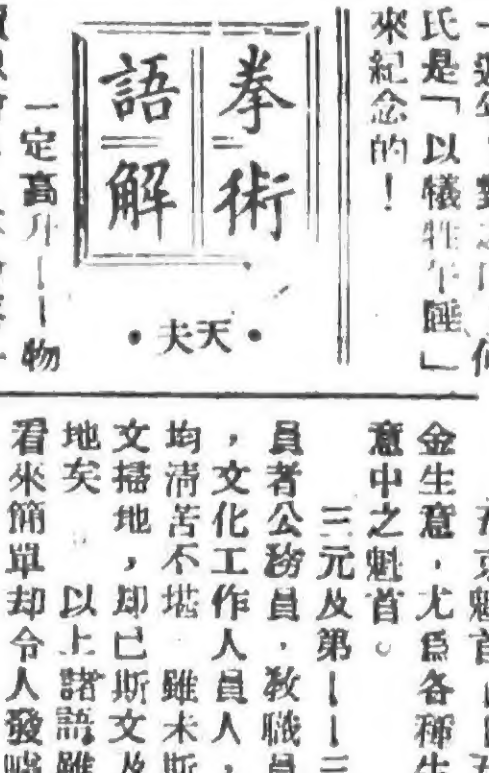 氏是「以犧牲午睡」
來紀念的！
拳術
語解
•天夫•
一定高升——物
金生意，尤爲各種生
意中之魁首。
三元及第——三
員者公務員，敎職員
，文化工作人員人，
均清苦不堪 雖未斯
文掃地，却已斯文及
地矣 以上諸語雖
看來簡單却令人發